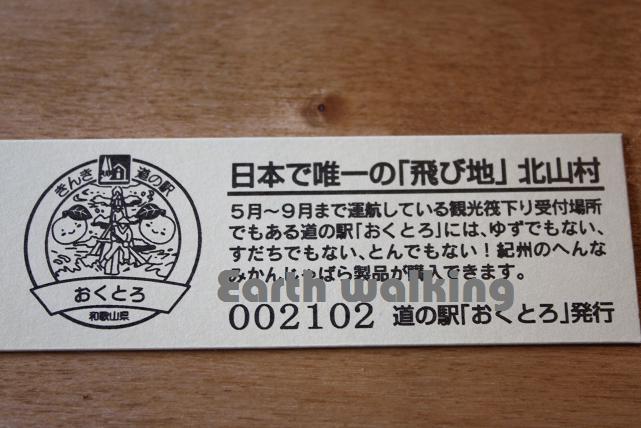 きんき 道の駅
おくとろ
和歌山県
日本で唯一の「飛び地」北山村
5月〜9月まで運航している観光筏下り受付場所
でもある道の駅「おくとろ」には、ゆずでもない、
すだちでもない、とんでもない!紀州のへんな
みかんじゃばら製品が購入できます。
Earth walking
002102 道の駅「おくとろ」発行